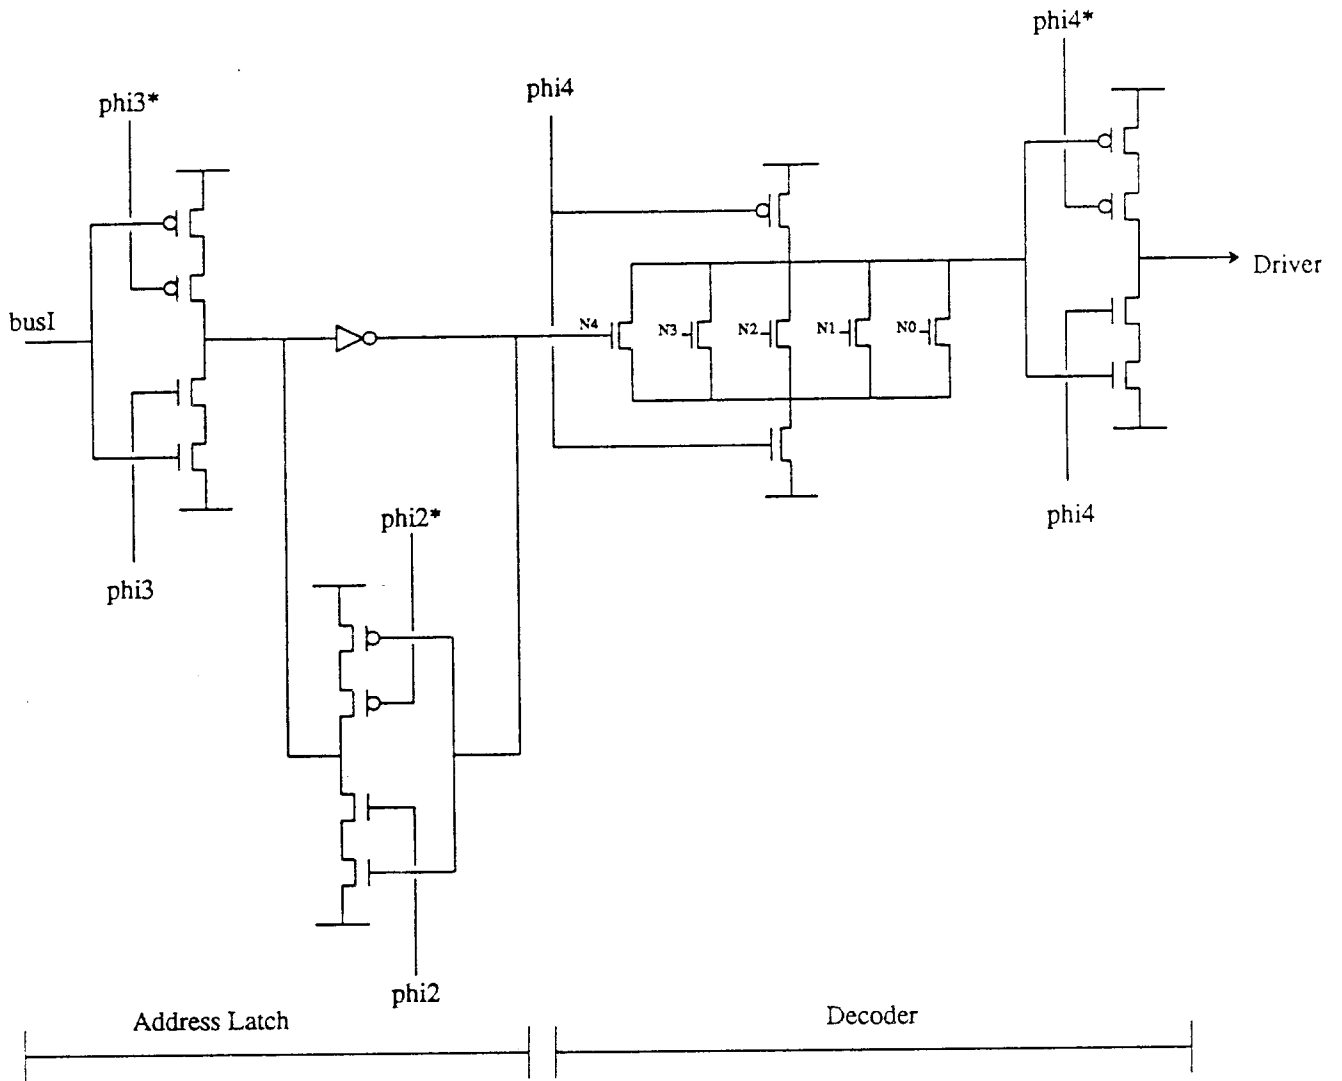 phi4*
phi4
phi3*
busI
N4
N3
N2
N1
N0
Driver
phi2*
phi4
phi3
phi2
Address Latch
Decoder